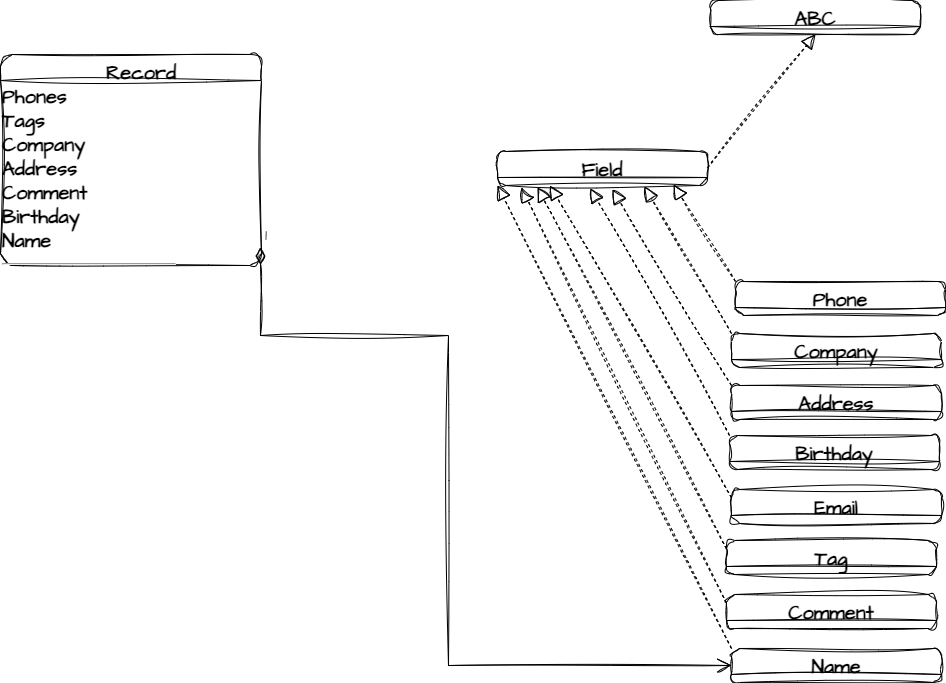 ABC
Record
Phones
Tags
Company
Address
Comment
Birthday
Name
Field
Phone
Company
Address
Birthday
Email
Tag
Comment
Name